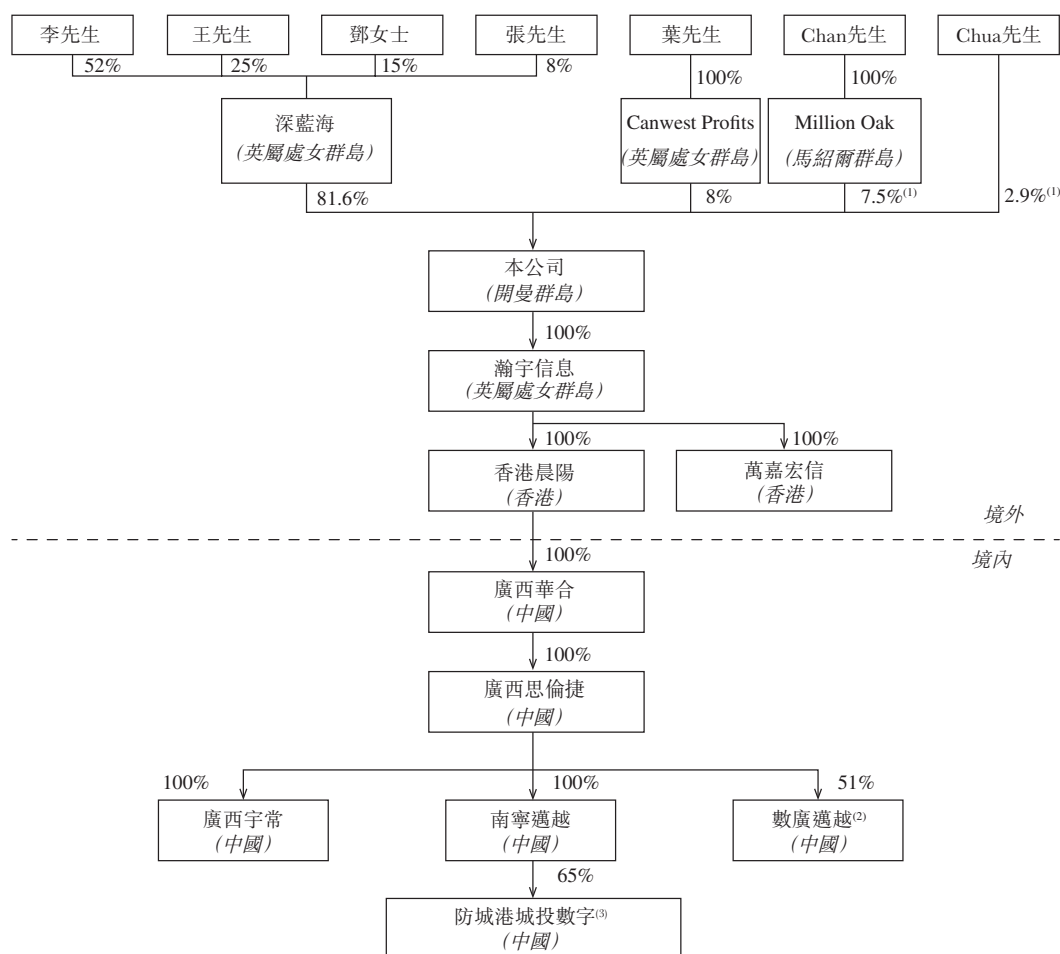 李先生
王先生
鄧女士
張先生
葉先生
Chan先生
Chua先生
52%
25%
15%
8%
100%
100%
深藍海
(英屬處女群島)
Canwest Profits
(英屬處女群島)
Million Oak
(馬紹爾群島)
81.6%
8%
7.5%(1)
2.9%(1)
本公司
(開曼群島)
100%
瀚宇信息
(英屬處女群島)
100%
100%
香港晨陽
(香港)
萬嘉宏信
(香港)
境外
境內
100%
廣西華合
(中國)
100%
廣西思倫捷
(中國)
100%
100%
51%
廣西宇常
(中國)
南寧邁越
(中國)
數廣邁越(2)
(中國)
65%
防城港城投數字(3)
(中國)